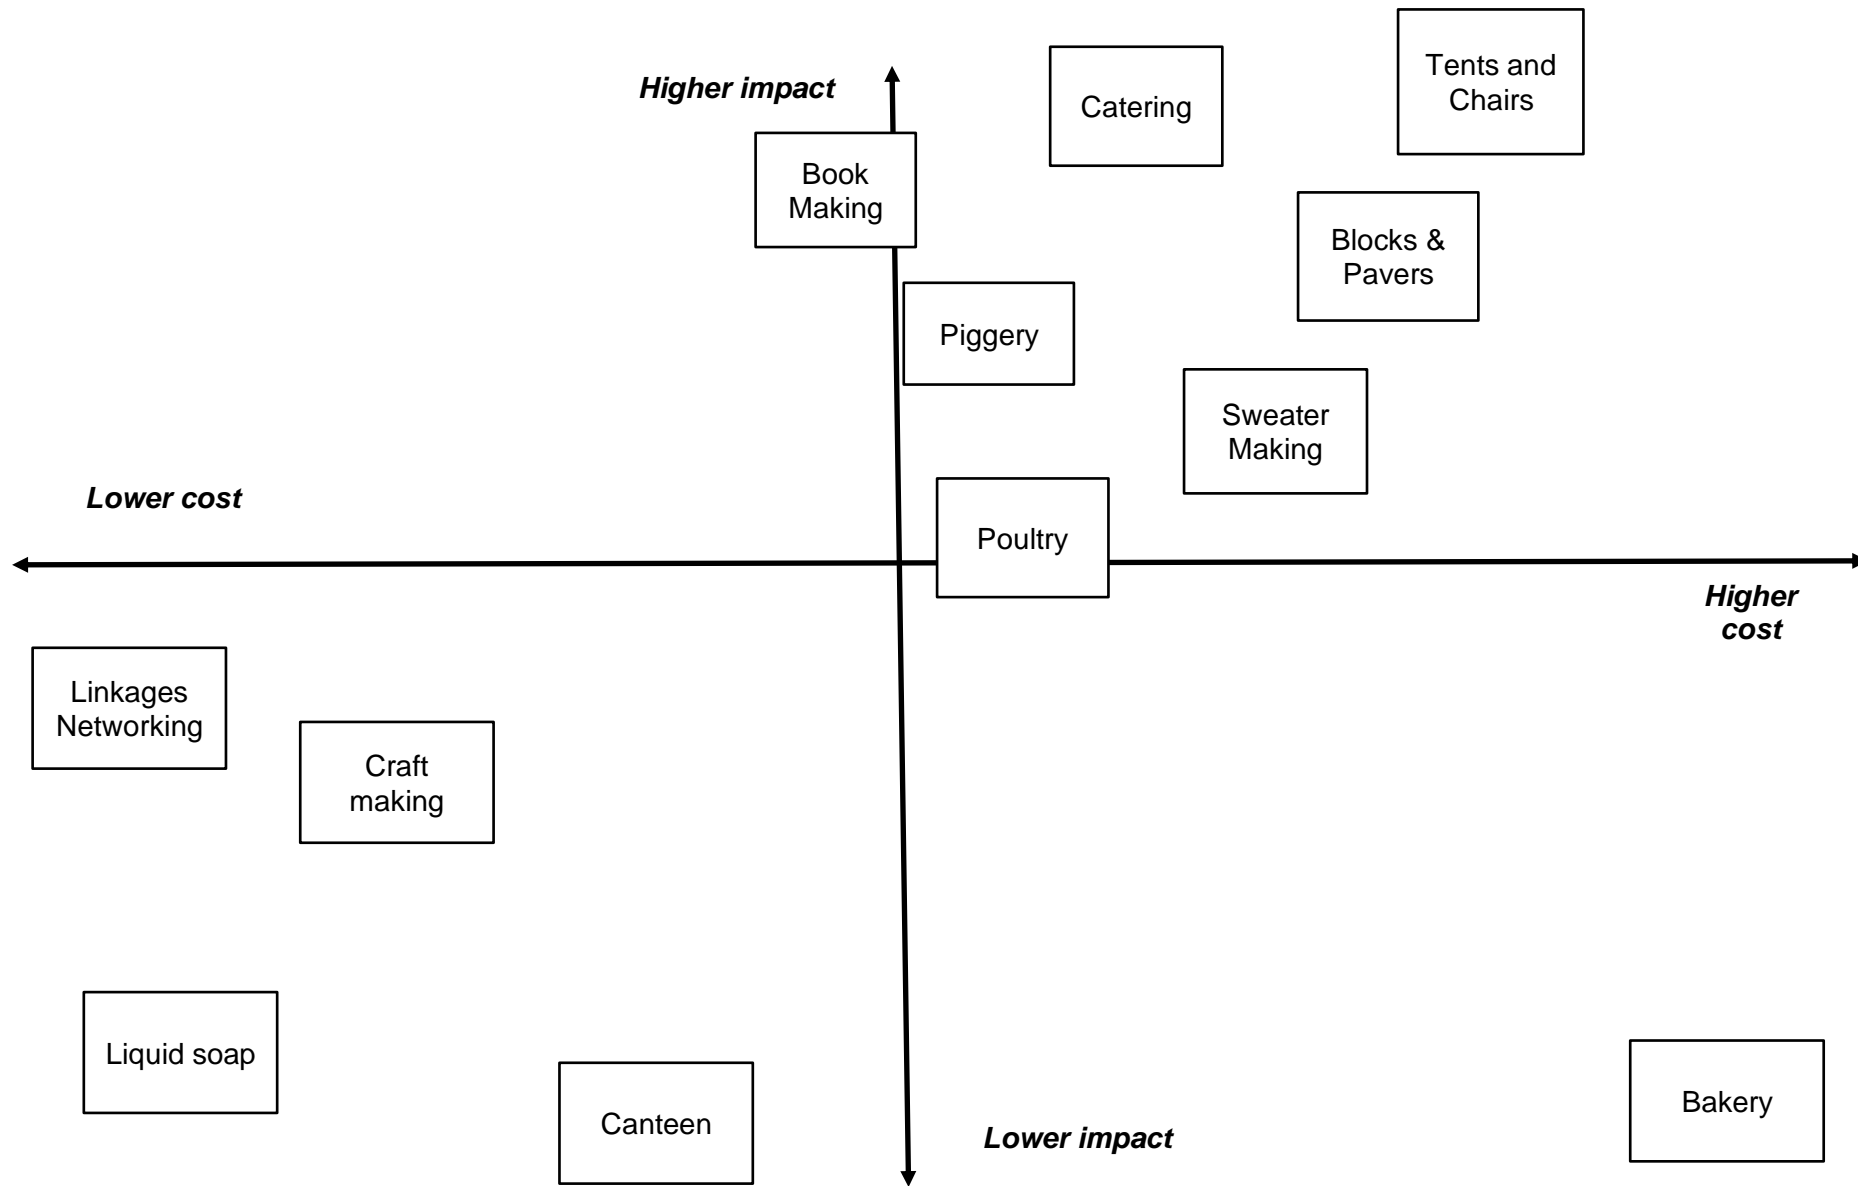 Tents and
Chairs
Higher impact
Catering
Book
Making
Blocks &
Pavers
Piggery
Sweater
Making
Lower cost
Poultry
Higher
cost
Linkages
Networking
Craft
making
Liquid soap
Canteen
Bakery
Lower impact